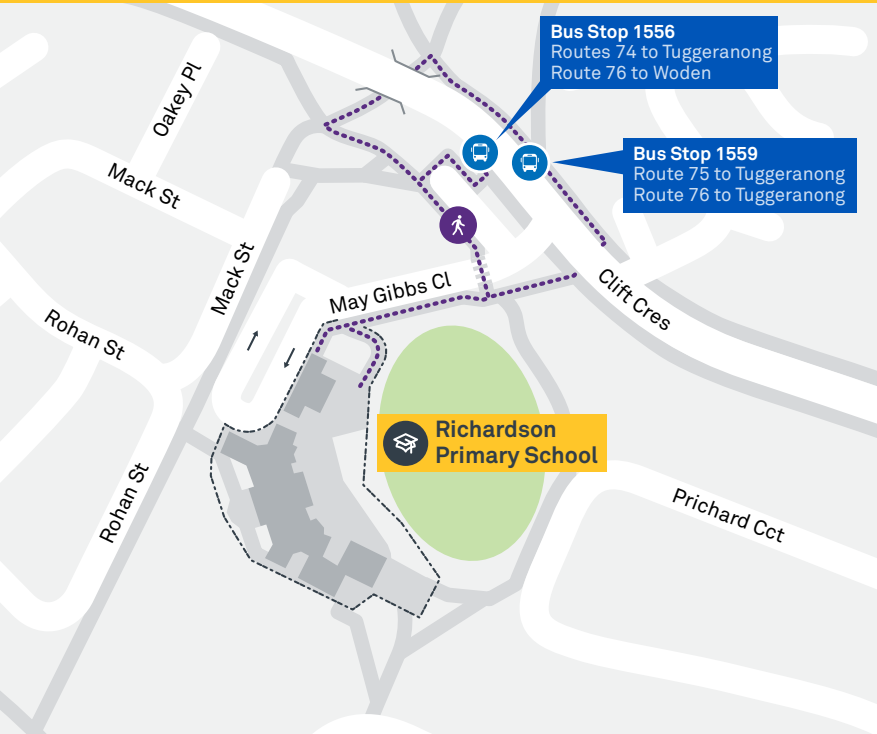 Bus Stop 1556
Routes 74 to Tuggeranong
Route 76 to Woden
Bus Stop 1559
Route 75 to Tuggeranong
Route 76 to Tuggeranong
Oakey Pl
Mack St
Mack St
May Gibbs Cl
Clift Cres
Rohan St
Richardson
Primary School
Rohan St
Prichard Cct